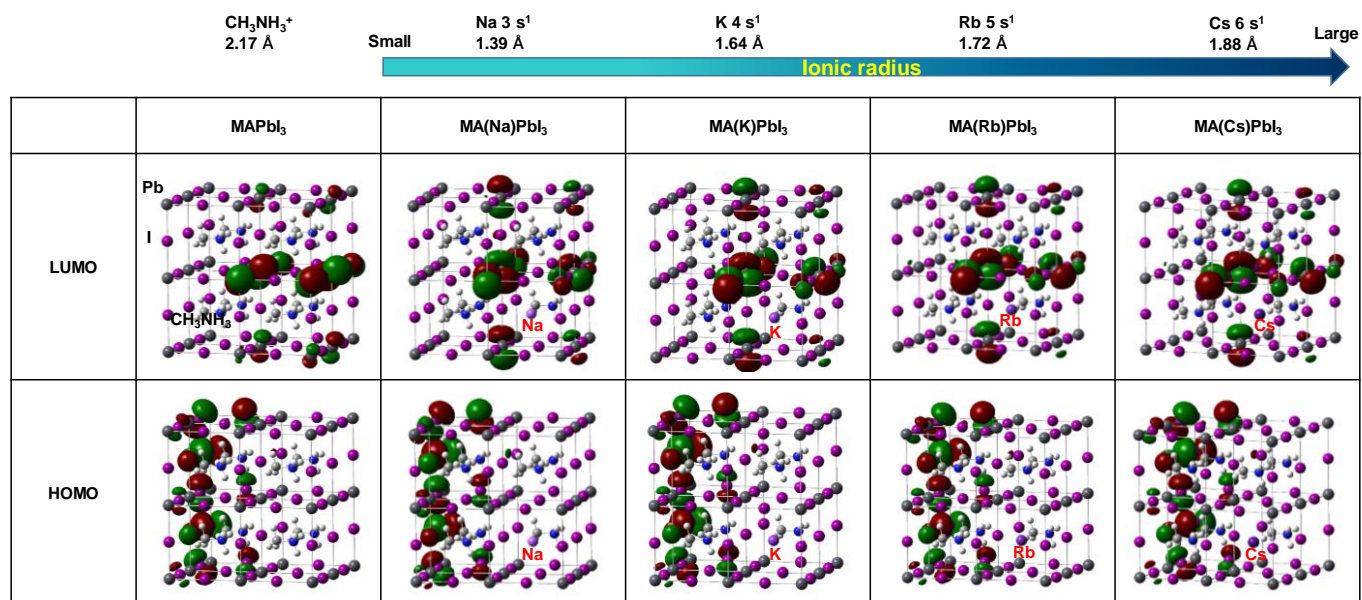 CH₃NH₃⁺
2.17 Å
Small
Na 3 s¹
1.39 Å
K 4 s¹
1.64 Å
Rb 5 s¹
1.72 Å
Cs 6 s¹
1.88 Å
Large
Ionic radius
MAPbI₃
MA(Na)PbI₃
MA(K)PbI₃
MA(Rb)PbI₃
MA(Cs)PbI₃
LUMO
Pb
I
CH₃NH₃
Na
K
Rb
Cs
HOMO
Na
K
Rb
Cs